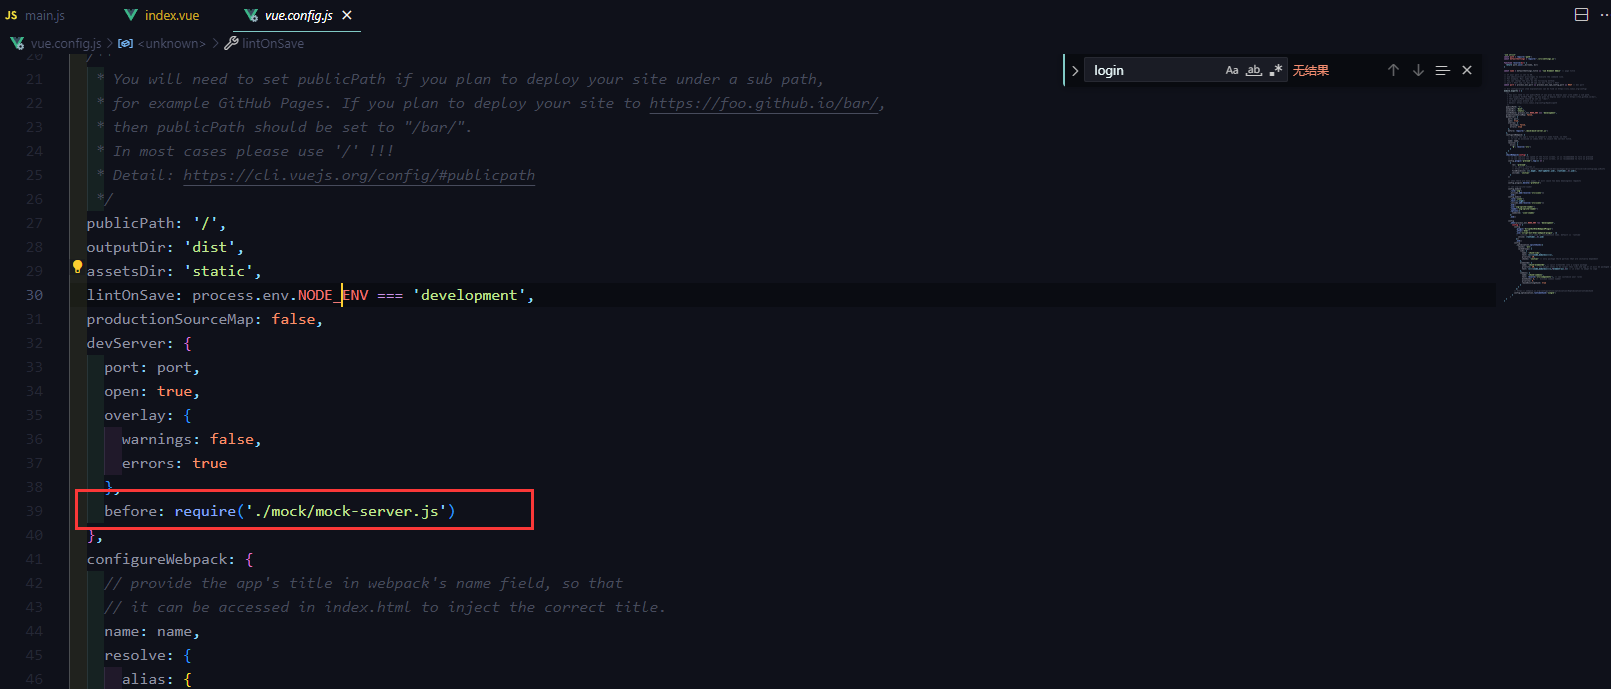 JS main.js index.vue vue.config.js
vue.config.js > <unknown> > lintOnSave
login Aa ab .* 无结果
20 /**
21 * You will need to set publicPath if you plan to deploy your site under a sub path,
22 * for example GitHub Pages. If you plan to deploy your site to https://foo.github.io/bar/,
23 * then publicPath should be set to "/bar/".
24 * In most cases please use '/' !!!
25 * Detail: https://cli.vuejs.org/config/#publicpath
26 */
27 publicPath: '/',
28 outputDir: 'dist',
29 assetsDir: 'static',
30 lintOnSave: process.env.NODE_ENV === 'development',
31 productionSourceMap: false,
32 devServer: {
33 port: port,
34 open: true,
35 overlay: {
36 warnings: false,
37 errors: true
38 },
39 before: require('./mock/mock-server.js')
40 },
41 configureWebpack: {
42 // provide the app's title in webpack's name field, so that
43 // it can be accessed in index.html to inject the correct title.
44 name: name,
45 resolve: {
46 alias: {